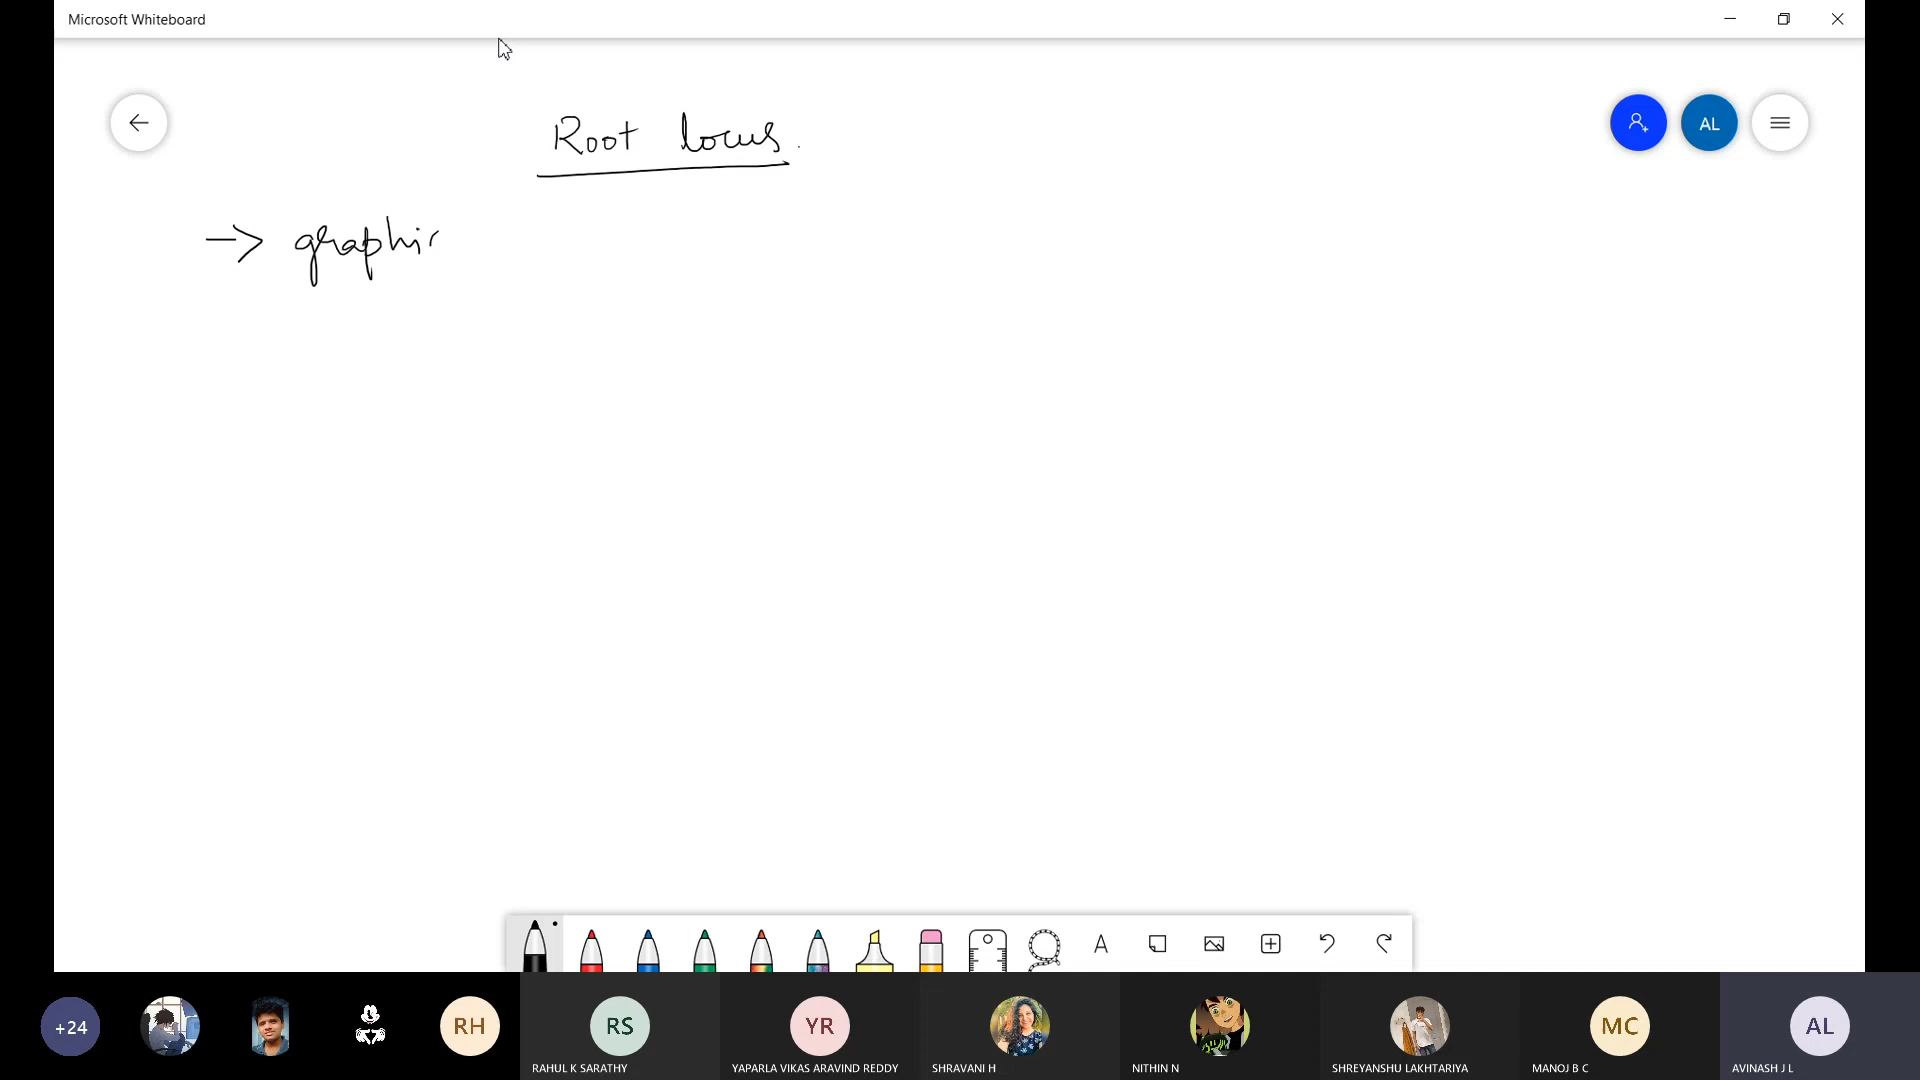 Microsoft Whiteboard
AL
Root locus.
→ graphi
A
+24
RH
RS
YR
MC
AL
RAHUL K SARATHY
YAPARLA VIKAS ARAVIND REDDY
SHRAVANI H
NITHIN N
SHREYANSHU LAKHTARIYA
MANOJ B C
AVINASH J L